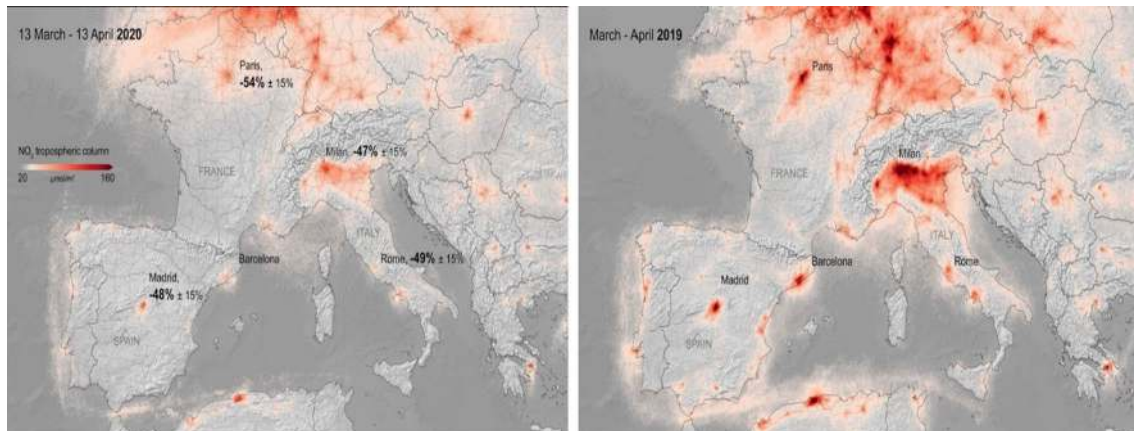 13 March - 13 April 2020
Paris,
-54% ± 15%
Milan, -47% ± 15%
NO₂ tropospheric column
20 160
FRANCE
ITALY
Rome, -49% ± 15%
Barcelona
Madrid,
-48% ± 15%
SPAIN
March - April 2019
Paris
Milan
FRANCE
ITALY
Barcelona
Rome
Madrid
SPAIN